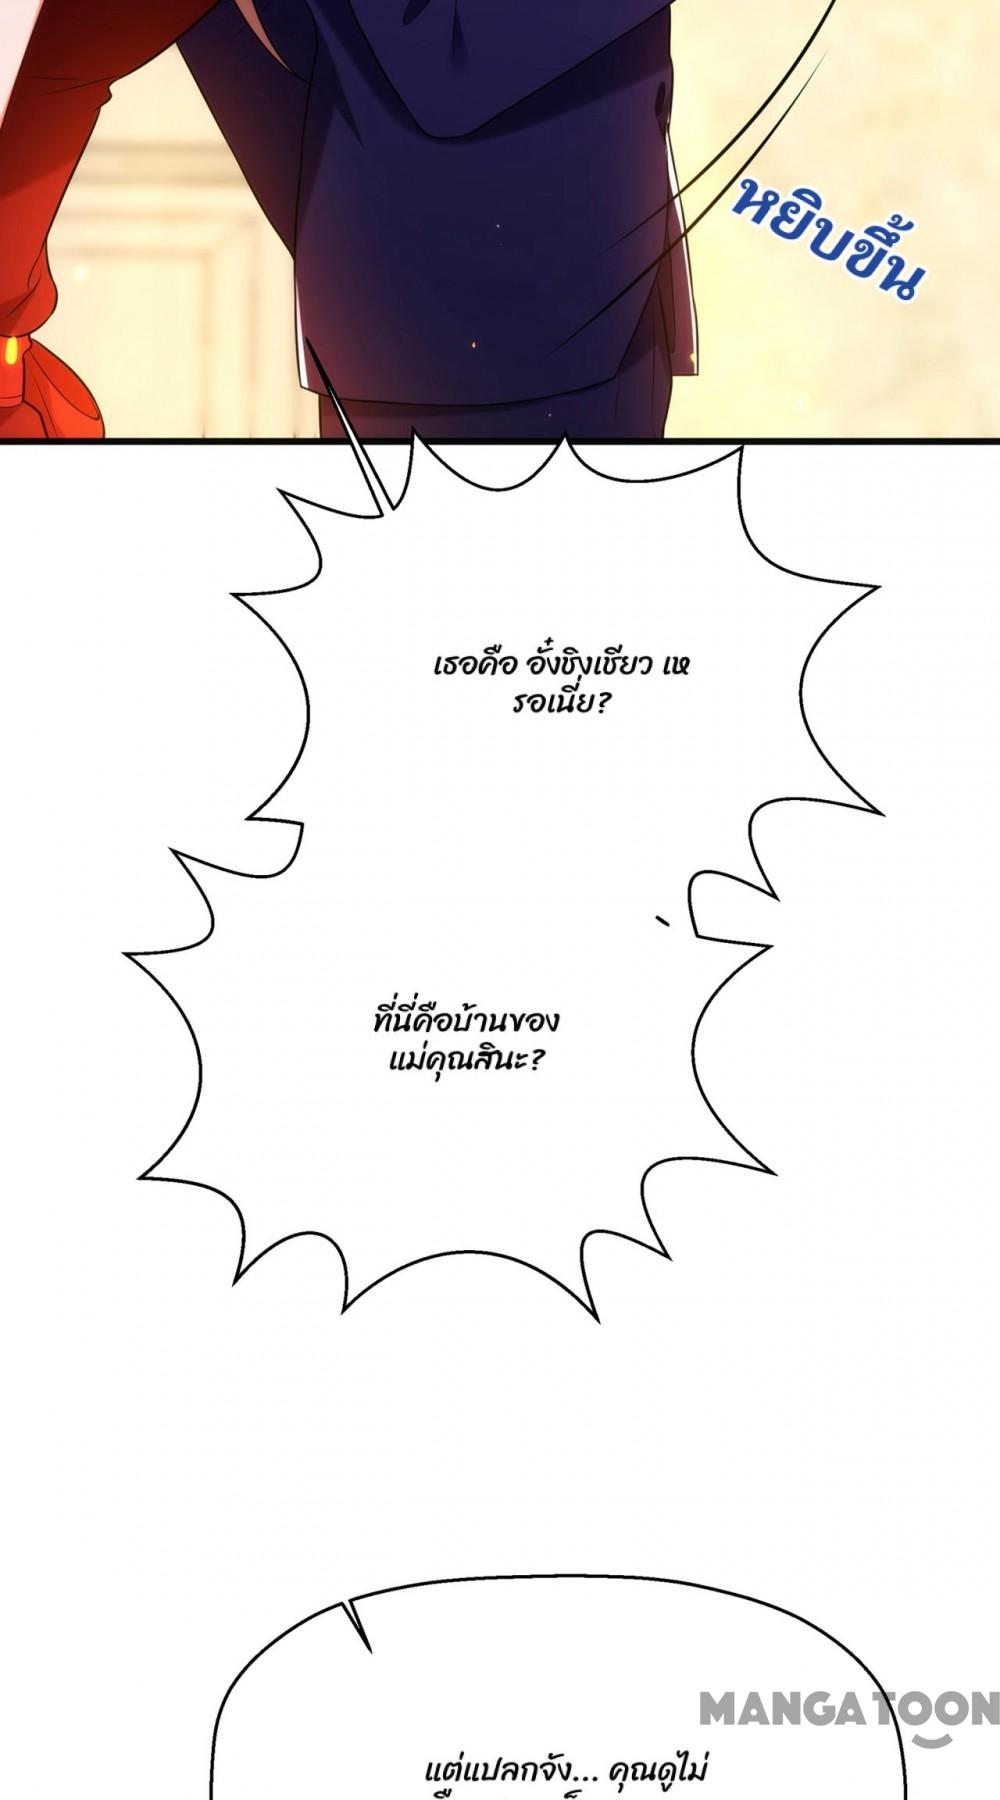 หยิบขึ้น
เธอคือ อั๋งชิงเชียว เห
รอเนี่ย?
ที่นี่คือบ้านของ
แม่คุณสินะ?
MANGATOON
แต่แปลกจัง... คุณดูไม่